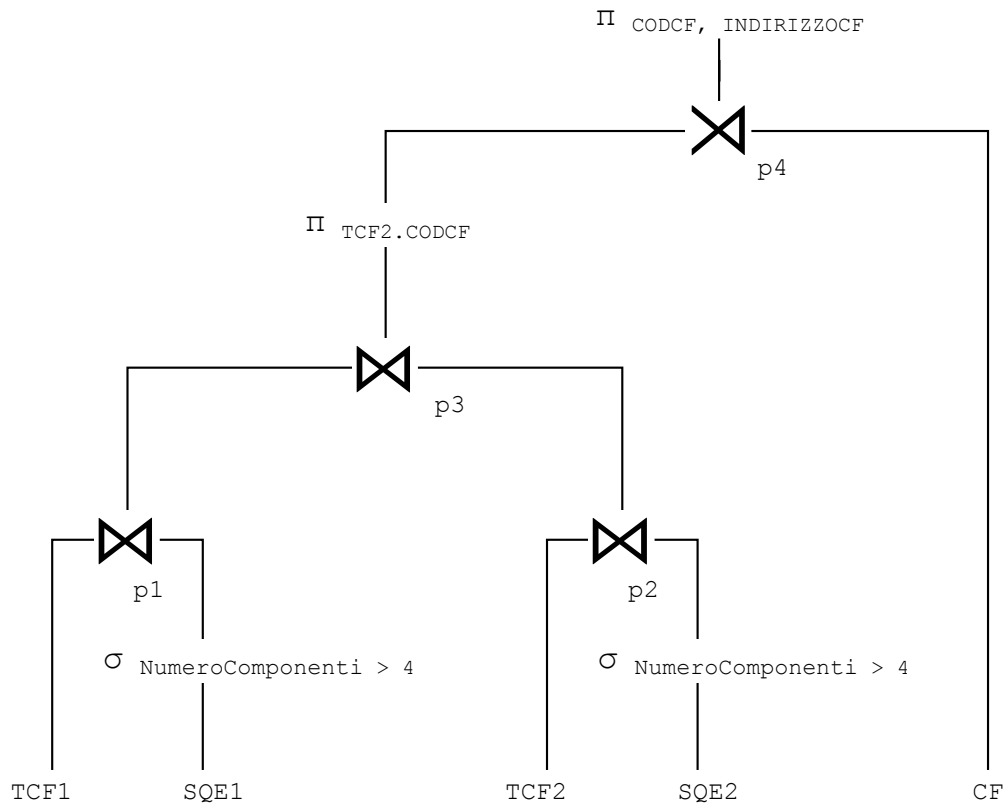 Π CODCF, INDIRIZZOCF
p4
Π TCF2.CODCF
p3
p1
p2
σ NumeroComponenti > 4
σ NumeroComponenti > 4
TCF1
SQE1
TCF2
SQE2
CF